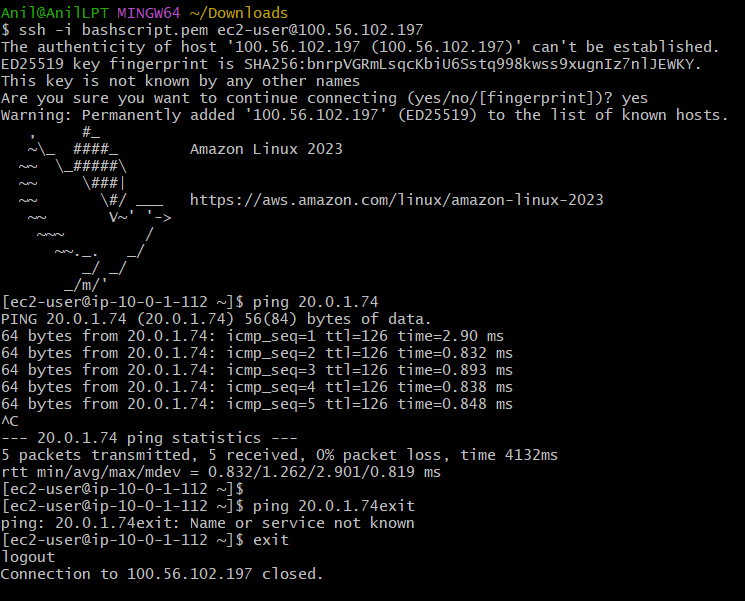 Anil@AnilLPT MINGW64 ~/Downloads
$ ssh -i bashscript.pem ec2-user@100.56.102.197
The authenticity of host '100.56.102.197 (100.56.102.197)' can't be established.
ED25519 key fingerprint is SHA256:bnrpVGRmLsqcKbiU6Sstq998kwss9xugnIz7nlJEWKY.
This key is not known by any other names
Are you sure you want to continue connecting (yes/no/[fingerprint])? yes
Warning: Permanently added '100.56.102.197' (ED25519) to the list of known hosts.
   ,     #_
   ~\_  ####_        Amazon Linux 2023
  ~~  \_#####\
  ~~     \###|
  ~~       \#/ ___   https://aws.amazon.com/linux/amazon-linux-2023
   ~~       V~' '->
    ~~~         /
      ~~._.   _/
         _/ _/
       _/m/'
[ec2-user@ip-10-0-1-112 ~]$ ping 20.0.1.74
PING 20.0.1.74 (20.0.1.74) 56(84) bytes of data.
64 bytes from 20.0.1.74: icmp_seq=1 ttl=126 time=2.90 ms
64 bytes from 20.0.1.74: icmp_seq=2 ttl=126 time=0.832 ms
64 bytes from 20.0.1.74: icmp_seq=3 ttl=126 time=0.893 ms
64 bytes from 20.0.1.74: icmp_seq=4 ttl=126 time=0.838 ms
64 bytes from 20.0.1.74: icmp_seq=5 ttl=126 time=0.848 ms
^C
--- 20.0.1.74 ping statistics ---
5 packets transmitted, 5 received, 0% packet loss, time 4132ms
rtt min/avg/max/mdev = 0.832/1.262/2.901/0.819 ms
[ec2-user@ip-10-0-1-112 ~]$
[ec2-user@ip-10-0-1-112 ~]$ ping 20.0.1.74exit
ping: 20.0.1.74exit: Name or service not known
[ec2-user@ip-10-0-1-112 ~]$ exit
logout
Connection to 100.56.102.197 closed.